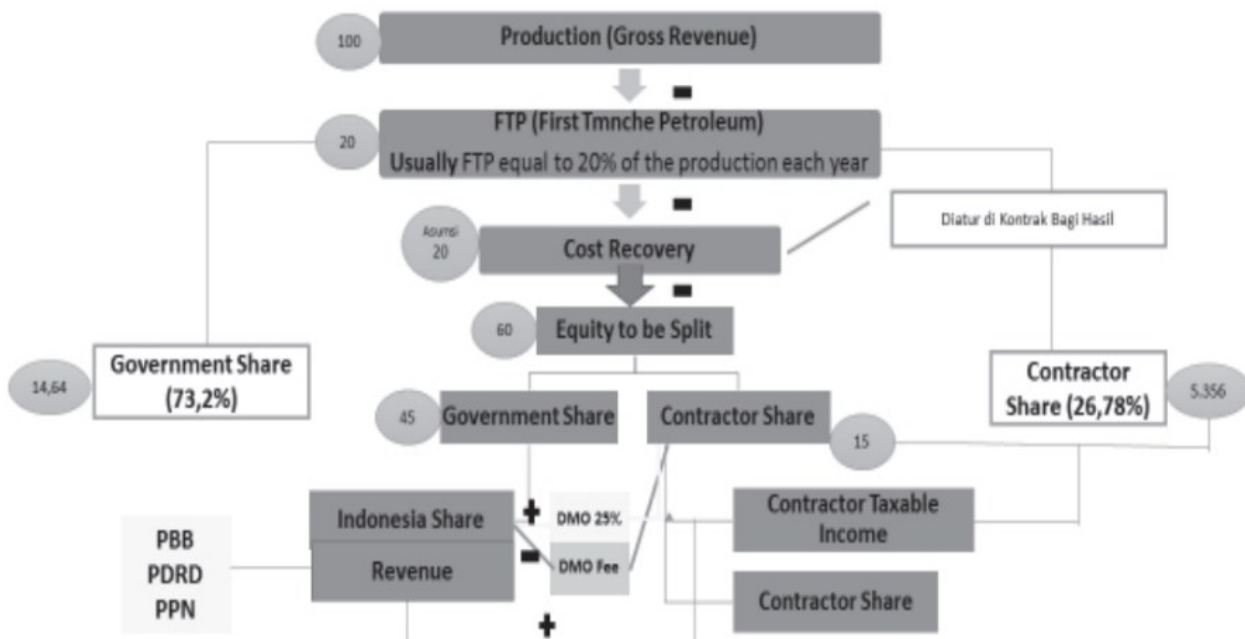 100
Production (Gross Revenue)
20
FTP (First Tmnche Petroleum)
Usually FTP equal to 20% of the production each year
Diatur di Kontrak Bagi Hasil
Asumsi
20
Cost Recovery
60
Equity to be Split
14,64
Government Share
(73,2%)
Contractor
Share (26,78%)
5.356
45
Government Share
Contractor Share
15
Indonesia Share
DMO 25%
Contractor Taxable
Income
PBB
PDRD
PPN
Revenue
DMO Fee
Contractor Share